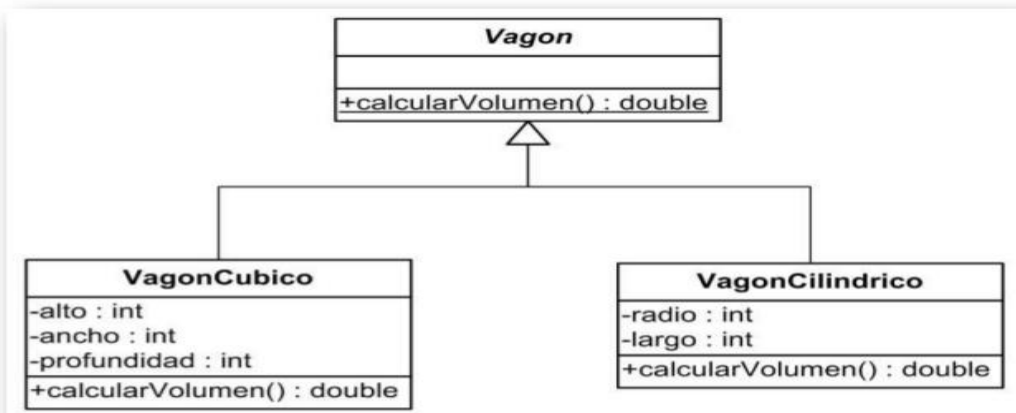 Vagon
+calcularVolumen() : double
VagonCubico
-alto : int
-ancho : int
-profundidad : int
+calcularVolumen() : double
VagonCilindrico
-radio : int
-largo : int
+calcularVolumen() : double